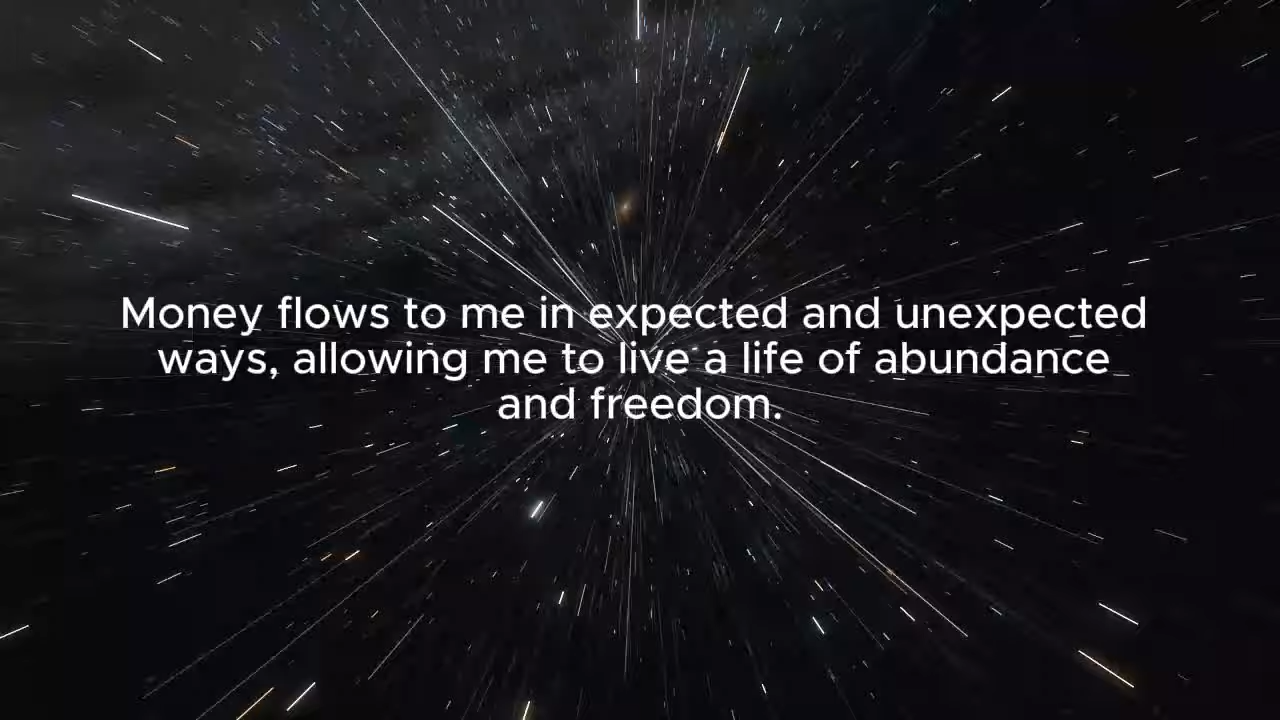 Money flows to me in expected and unexpected
ways, allowing me to live a life of abundance
and freedom.